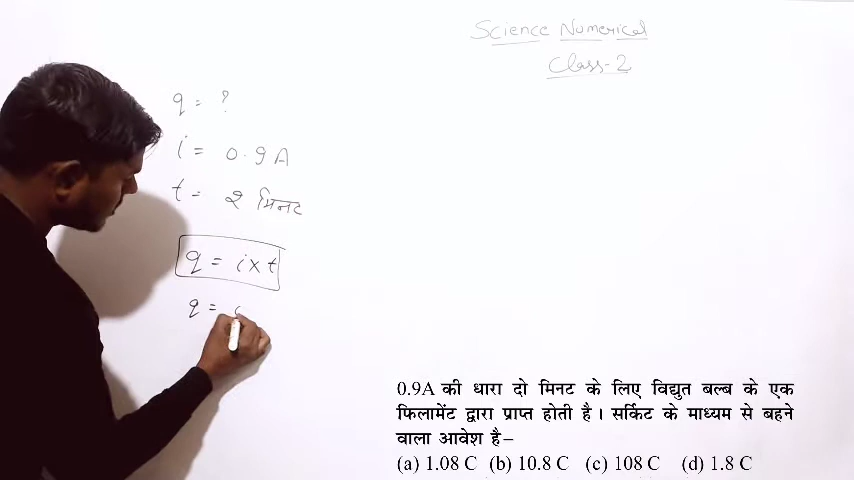 Science Numerical
Class-2
q = ?
i = 0.9A
t = २ मिनट
q = i x t
q =
0.9A की धारा दो मिनट के लिए विद्युत बल्ब के एक
फिलामेंट द्वारा प्राप्त होती है। सर्किट के माध्यम से बहने
वाला आवेश है–
(a) 1.08 C (b) 10.8 C (c) 108 C (d) 1.8 C